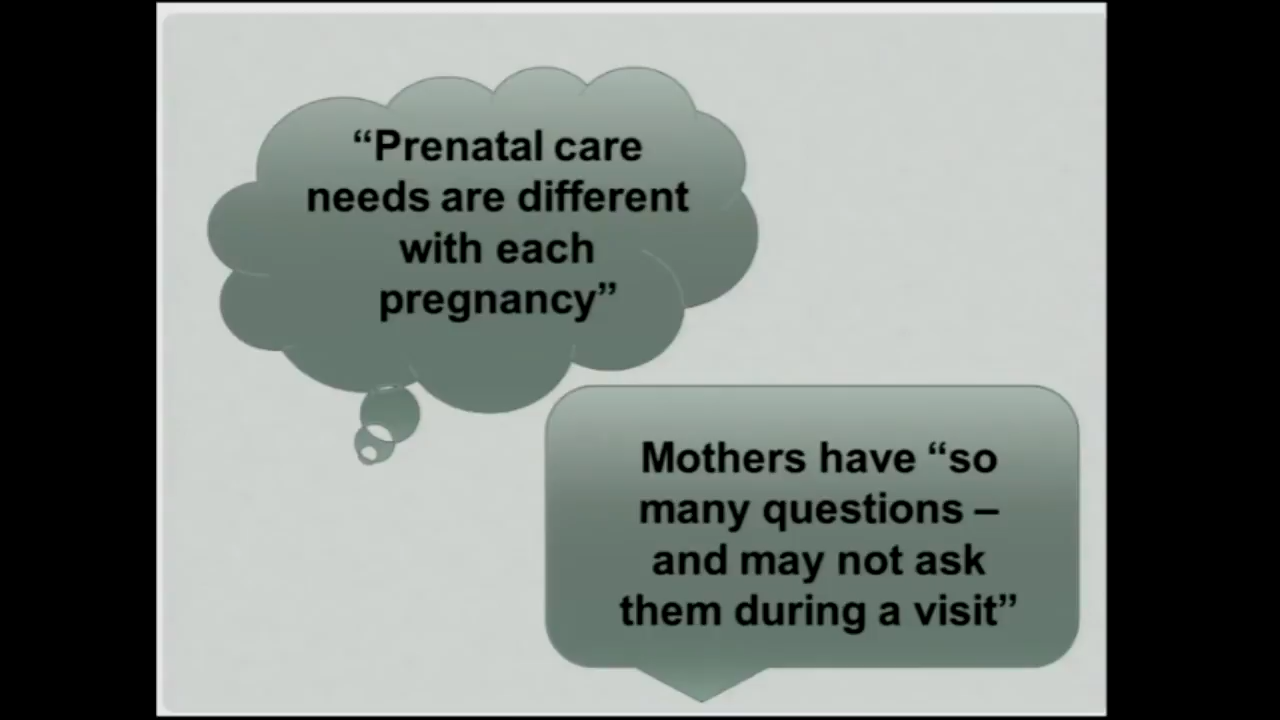 “Prenatal care
needs are different
with each
pregnancy”
Mothers have “so
many questions –
and may not ask
them during a visit”